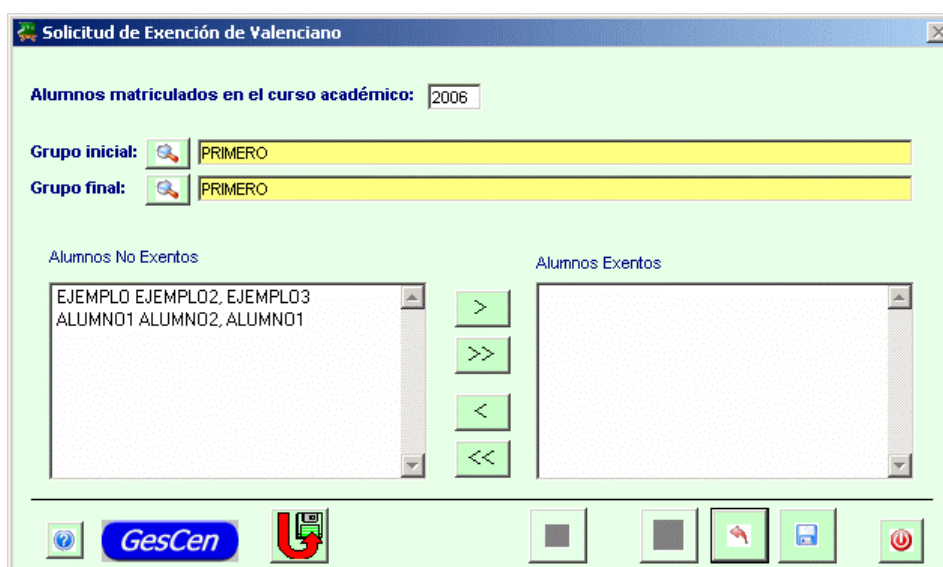 Solicitud de Exención de Valenciano
Alumnos matriculados en el curso académico: 2006
Grupo inicial: PRIMERO
Grupo final: PRIMERO
Alumnos No Exentos
Alumnos Exentos
EJEMPLO EJEMPLO2, EJEMPLO3
ALUMNO1 ALUMNO2, ALUMNO1
>
>>
<
<<
GesCen